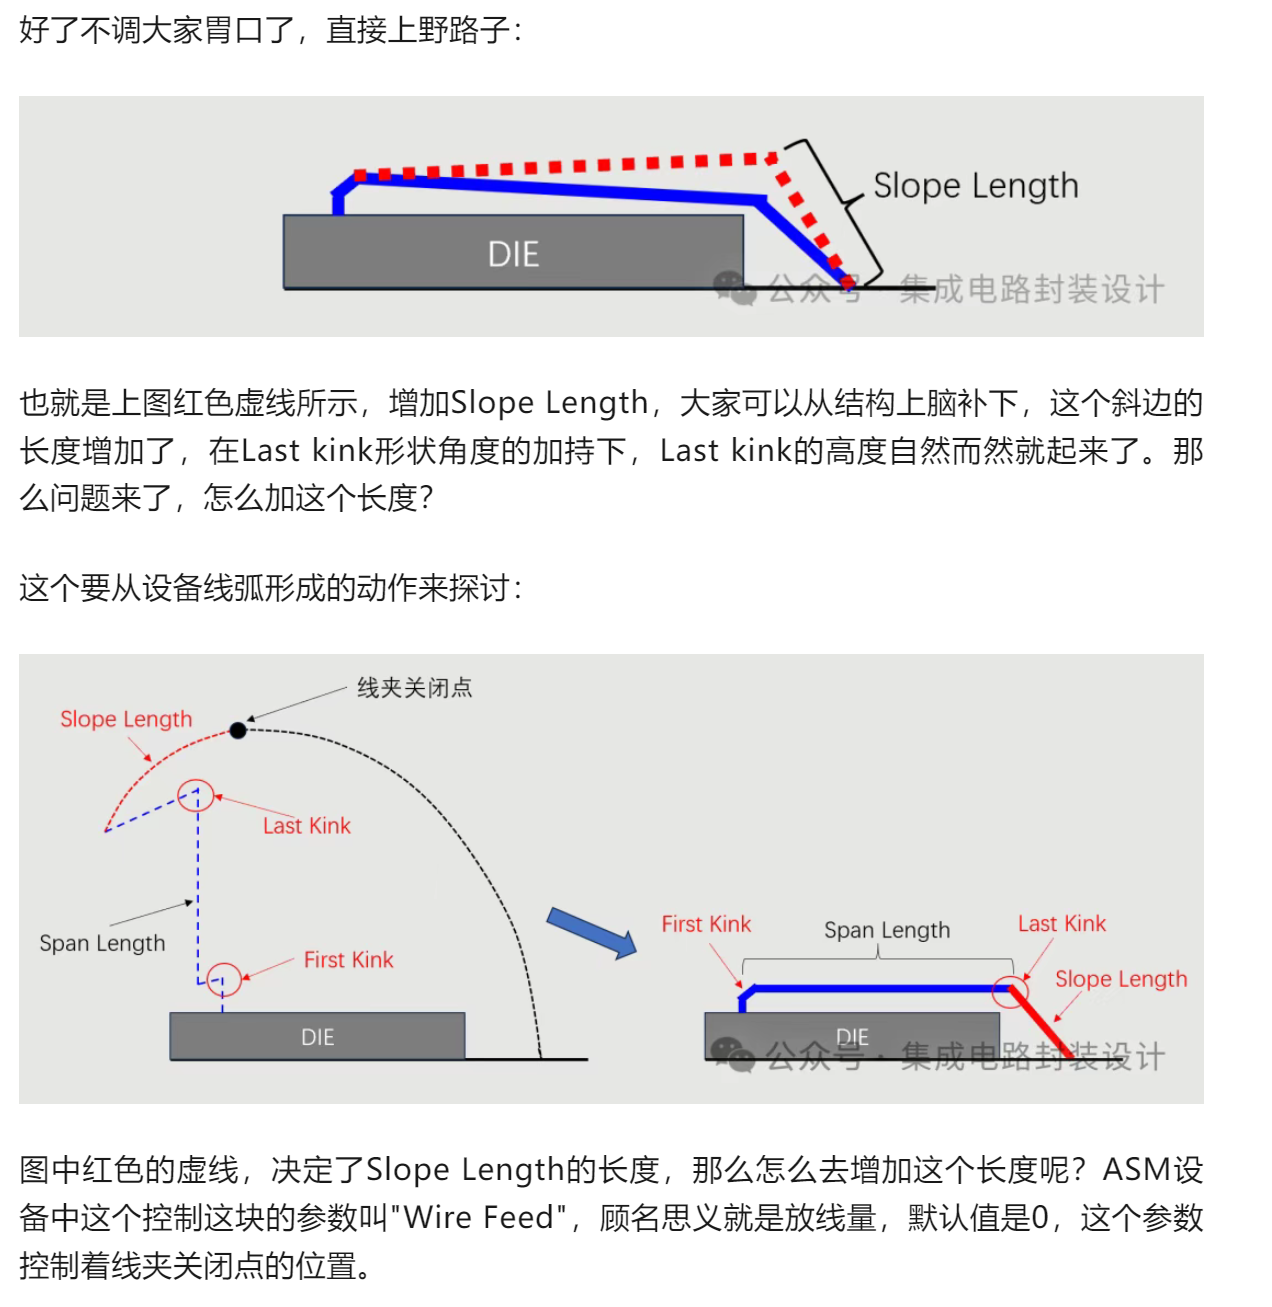 好了不调大家胃口了，直接上野路子：
Slope Length
DIE
公众号 · 集成电路封装设计
也就是上图红色虚线所示，增加Slope Length，大家可以从结构上脑补下，这个斜边的
长度增加了，在Last kink形状角度的加持下，Last kink的高度自然而然就起来了。那
么问题来了，怎么加这个长度？
这个要从设备线弧形成的动作来探讨：
线夹关闭点
Slope Length
Last Kink
Span Length
First Kink
DIE
First Kink
Span Length
Last Kink
Slope Length
DIE
公众号 · 集成电路封装设计
图中红色的虚线，决定了Slope Length的长度，那么怎么去增加这个长度呢？ASM设
备中这个控制这块的参数叫"Wire Feed"，顾名思义就是放线量，默认值是0，这个参数
控制着线夹关闭点的位置。